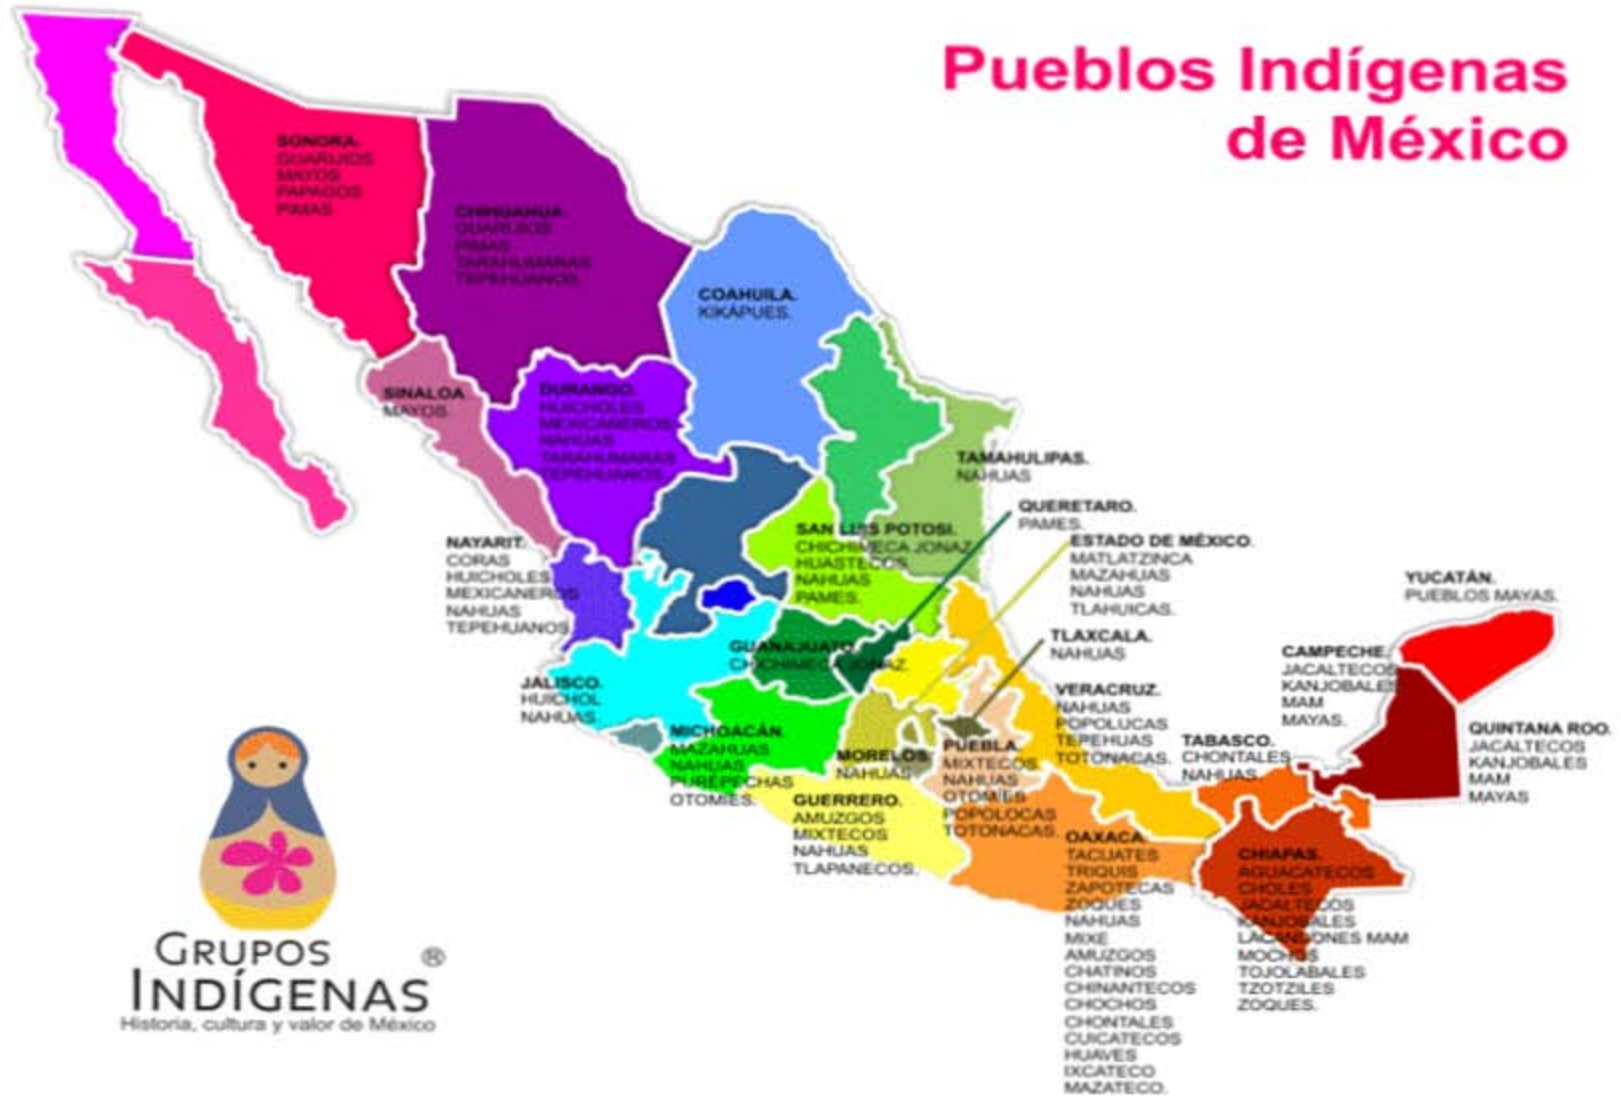 Pueblos Indígenas
de México
SONORA.
GUARIJIOS
MAYOS
PAPAGOS
PIMAS
CHIHUAHUA.
GUARIJIOS
PIMAS
TARAHUMARAS
TEPEHUANOS.
COAHUILA.
KIKAPUES.
SINALOA
MAYOS.
DURANGO.
HUICHOLES
MEXICANEROS
NAHUAS
TARAHUMARAS
TEPEHUANOS.
TAMAHULIPAS.
NAHUAS
QUERETARO.
PAMES.
SAN LUIS POTOSI.
CHICHIMECA JONAZ
HUASTECOS
NAHUAS
PAMES.
ESTADO DE MÉXICO.
MATLATZINCA
MAZAHUAS
NAHUAS
TLAHUICAS.
NAYARIT.
CORAS
HUICHOLES
MEXICANEROS
NAHUAS
TEPEHUANOS.
YUCATÁN.
PUEBLOS MAYAS.
TLAXCALA.
NAHUAS
GUANAJUATO
CHICHIMECA JONAZ
CAMPECHE.
JACALTECOS
KANJOBALES
MAM
MAYAS.
JALISCO.
HUICHOL
NAHUAS.
VERACRUZ.
NAHUAS
POPOLUCAS
TEPEHUAS
TOTONACAS.
QUINTANA ROO.
JACALTECOS
KANJOBALES
MAM
MAYAS
MICHOACÁN.
MAZAHUAS
NAHUAS
PUREPECHAS
OTOMIES.
TABASCO.
CHONTALES
NAHUAS.
MORELOS
NAHUAS
PUEBLA.
MIXTECOS
NAHUAS
OTOMÍES
POPOLOCAS
TOTONACAS.
GUERRERO.
AMUZGOS
MIXTECOS
NAHUAS
TLAPANECOS.
OAXACA.
TACUATES
TRIQUIS
ZAPOTECAS
ZOQUES
NAHUAS
MIXE
AMUZGOS
CHATINOS
CHINANTECOS
CHOCHOS
CHONTALES
CUICATECOS
HUAVES
IXCATECO
MAZATECO.
CHIAPAS.
AGUACATECOS
CHOLES
JACALTECOS
KANJOBALES
LACANDONES MAM
MOCHOS
TOJOLABALES
TZOTZILES
ZOQUES.
GRUPOS
INDÍGENAS ®
Historia, cultura y valor de México